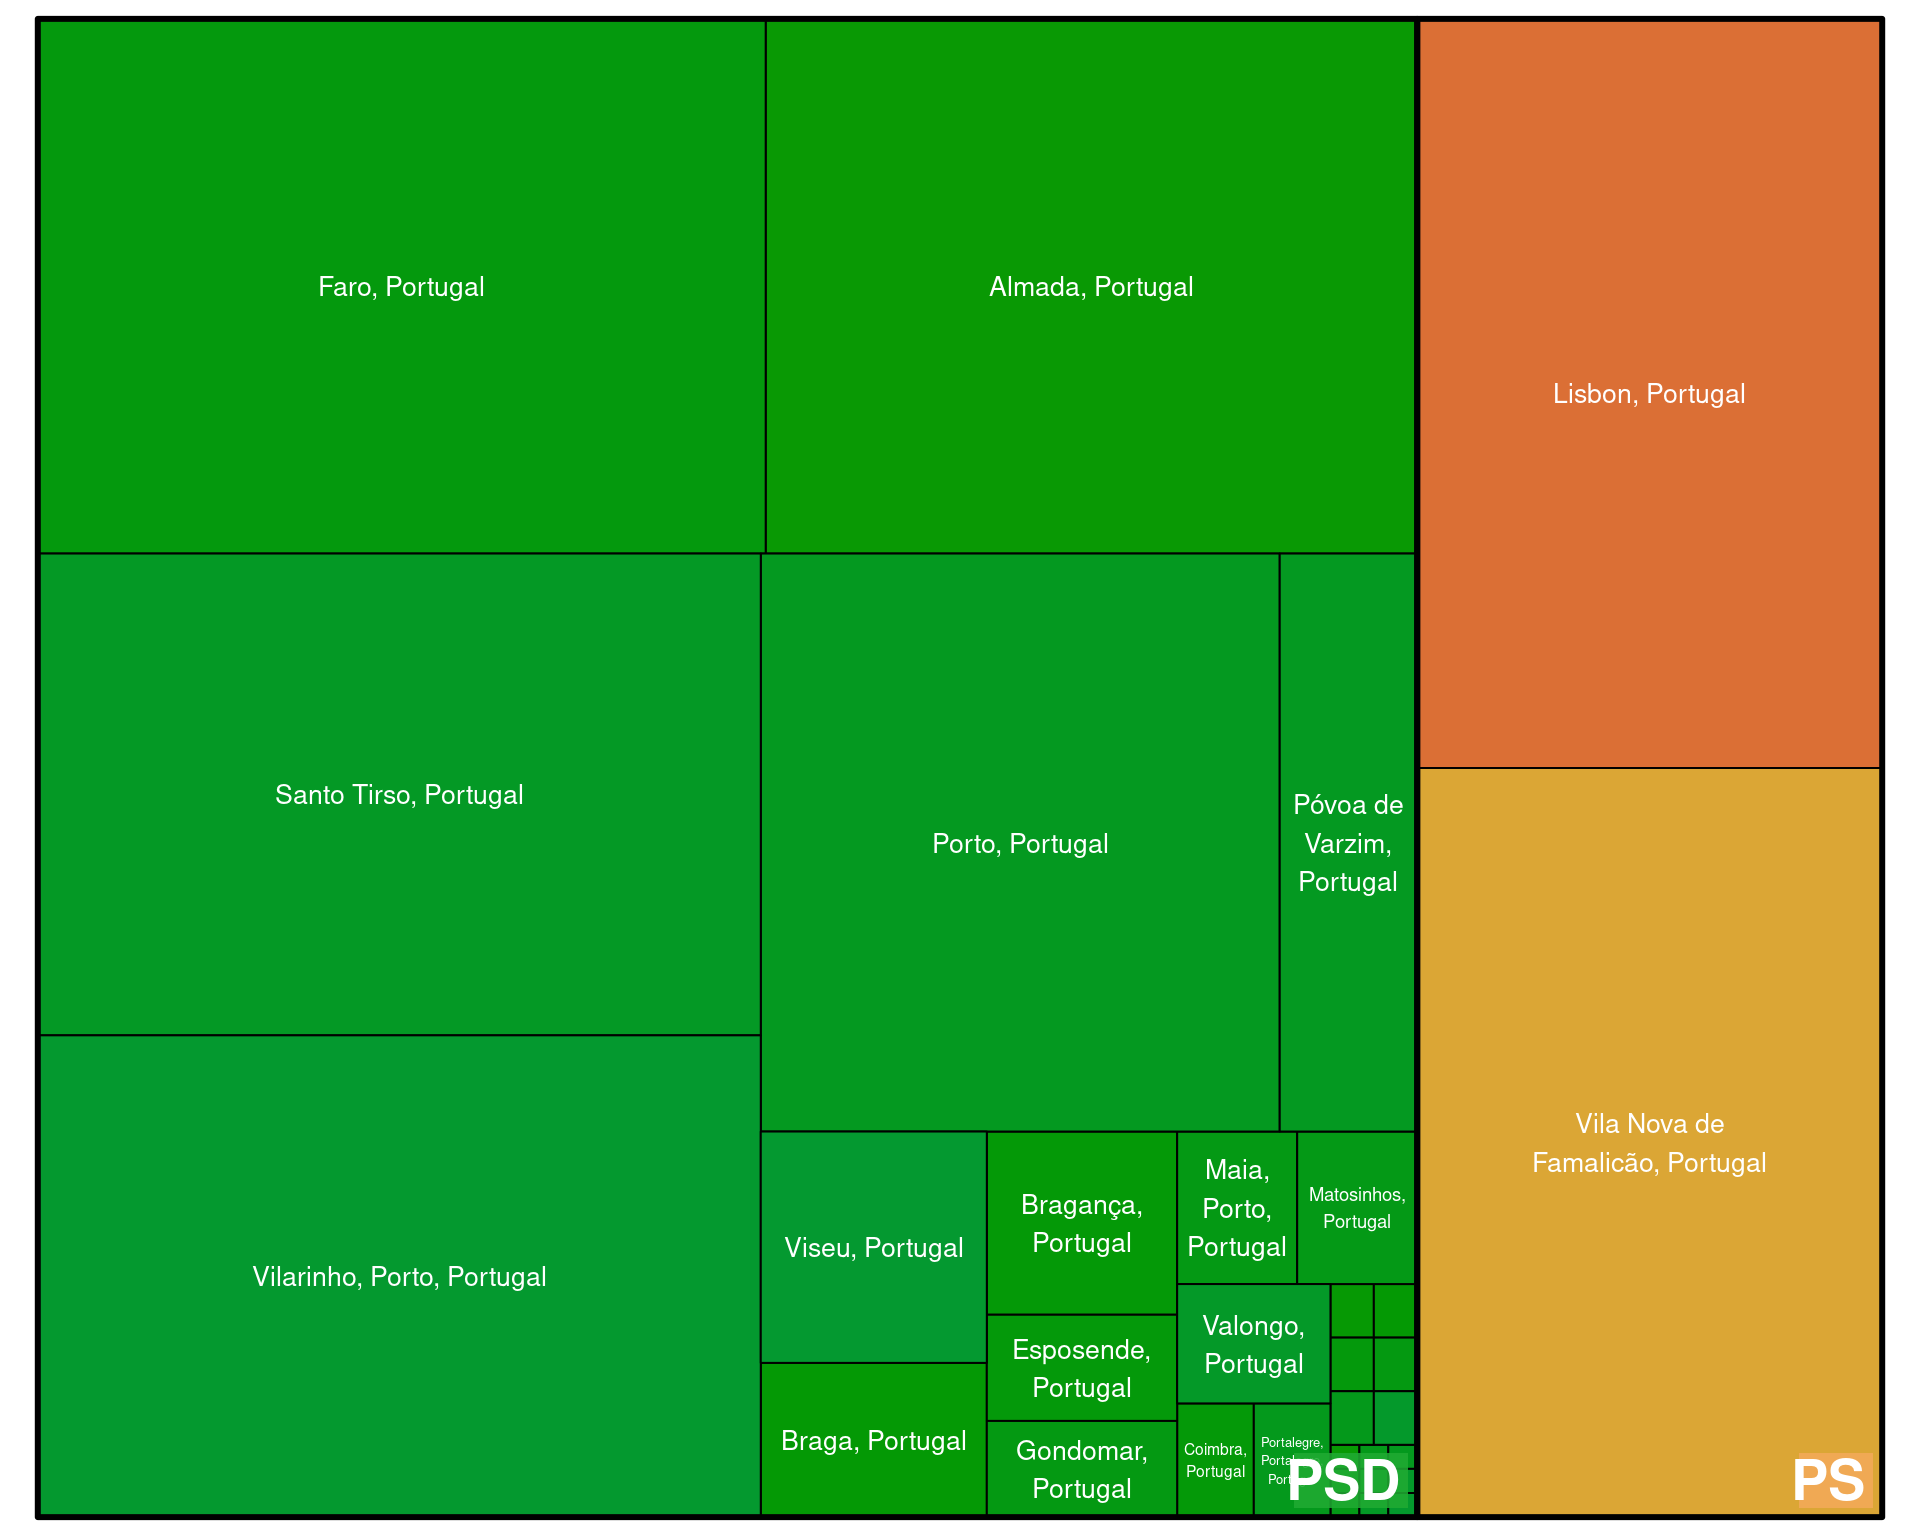 Faro, Portugal
Almada, Portugal
Lisbon, Portugal
Santo Tirso, Portugal
Porto, Portugal
Póvoa de
Varzim,
Portugal
Vila Nova de
Famalicão, Portugal
Vilarinho, Porto, Portugal
Viseu, Portugal
Bragança,
Portugal
Maia,
Porto,
Portugal
Matosinhos,
Portugal
Valongo,
Portugal
Esposende,
Portugal
Braga, Portugal
Gondomar,
Portugal
Coimbra,
Portugal
Portalegre,
PSD
PS